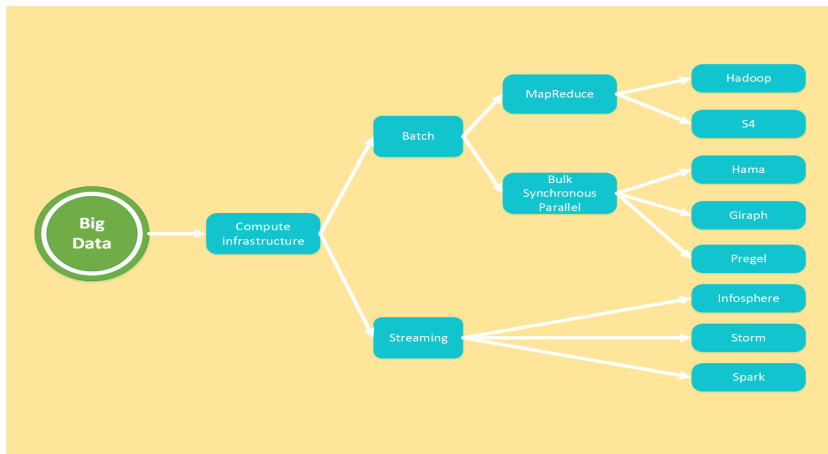 Big
Data
Compute
infrastructure
Batch
Streaming
MapReduce
Bulk
Synchronous
Parallel
Hadoop
S4
Hama
Giraph
Pregel
Infosphere
Storm
Spark